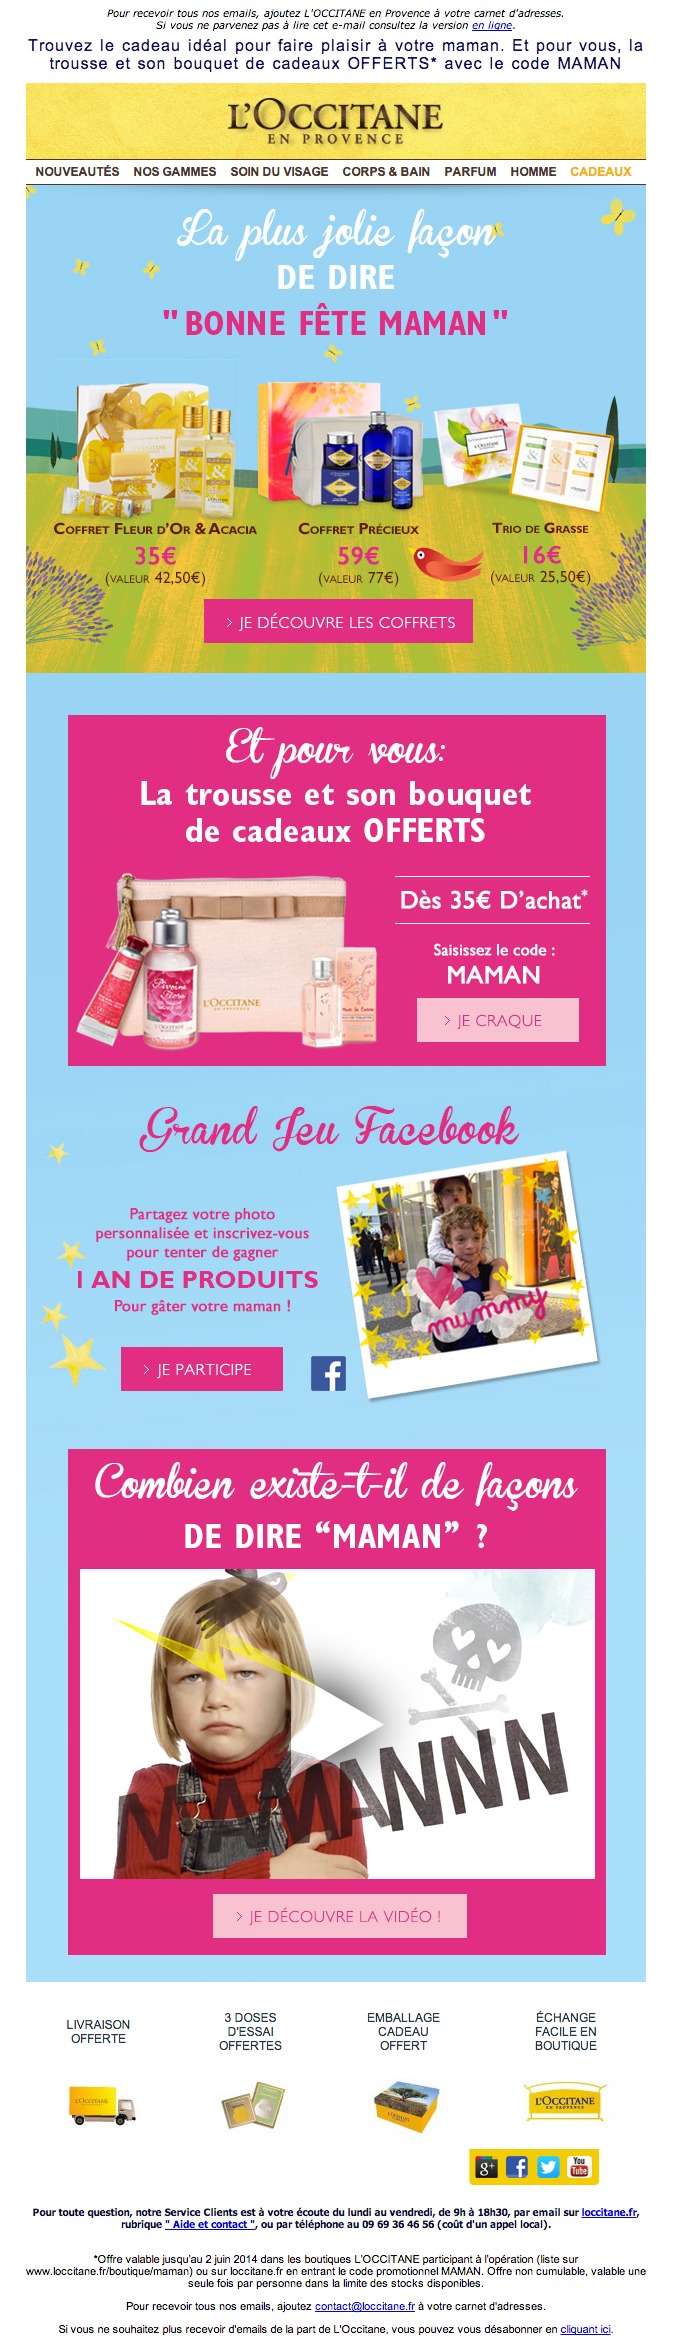 Pour recevoir tous nos emails, ajoutez L'OCCITANE en Provence à votre carnet d'adresses.
Si vous ne parvenez pas à lire cet e-mail consultez la version en ligne.
Trouvez le cadeau idéal pour faire plaisir à votre maman. Et pour vous, la
trousse et son bouquet de cadeaux OFFERTS* avec le code MAMAN
L'OCCITANE
EN PROVENCE
NOUVEAUTÉS NOS GAMMES SOIN DU VISAGE CORPS & BAIN PARFUM HOMME CADEAUX
La plus jolie façon
DE DIRE
"BONNE FÊTE MAMAN"
COFFRET FLEUR D'OR & ACACIA
35€
(VALEUR 42,50€)
COFFRET PRÉCIEUX
59€
(VALEUR 77€)
TRIO DE GRASSE
16€
(VALEUR 25,50€)
> JE DÉCOUVRE LES COFFRETS
Et pour vous:
La trousse et son bouquet
de cadeaux OFFERTS
Dès 35€ D'achat*
Saisissez le code :
MAMAN
> JE CRAQUE
Pivoine
Flora
L'OCCITANE
L'OCCITANE
EN PROVENCE
Grand Jeu Facebook
Partagez votre photo
personnalisée et inscrivez-vous
pour tenter de gagner
1 AN DE PRODUITS
Pour gâter votre maman !
> JE PARTICIPE
f
mummy
Combien existe-t-il de façons
DE DIRE “MAMAN” ?
MAMANNNN
> JE DÉCOUVRE LA VIDÉO !
LIVRAISON
OFFERTE
3 DOSES
D'ESSAI
OFFERTES
EMBALLAGE
CADEAU
OFFERT
ÉCHANGE
FACILE EN
BOUTIQUE
L'OCCITANE
L'OCCITANE
EN PROVENCE
g+ f You Tube
Pour toute question, notre Service Clients est à votre écoute du lundi au vendredi, de 9h à 18h30, par email sur loccitane.fr,
rubrique " Aide et contact ", ou par téléphone au 09 69 36 46 56 (coût d'un appel local).
*Offre valable jusqu'au 2 juin 2014 dans les boutiques L'OCCITANE participant à l'opération (liste sur
www.loccitane.fr/boutique/maman) ou sur loccitane.fr en entrant le code promotionnel MAMAN. Offre non cumulable, valable une
seule fois par personne dans la limite des stocks disponibles.
Pour recevoir tous nos emails, ajoutez contact@loccitane.fr à votre carnet d'adresses.
Si vous ne souhaitez plus recevoir d'emails de la part de L'Occitane, vous pouvez vous désabonner en cliquant ici.